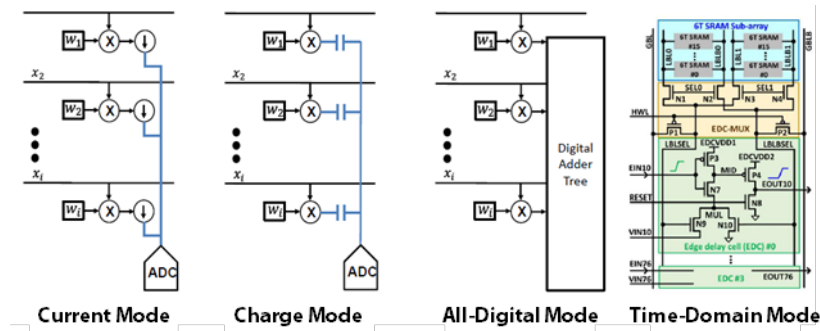 w1
X
x2
w2
X
xi
wi
X
ADC
Current Mode
w1
X
x2
w2
X
xi
wi
X
ADC
Charge Mode
w1
X
x2
w2
X
xi
wi
X
Digital
Adder
Tree
All-Digital Mode
6T SRAM Sub-array
GBL
LBL0
6T SRAM
#15
6T SRAM
#0
LBLB0
LBL1
6T SRAM
#15
6T SRAM
#0
LBLB1
GBLB
SEL0
SEL1
N1
N2
N3
N4
HWL
P1
P2
EDC-MUX
LBLSEL
LBLBSEL
EDCVDD1
EDCVDD2
P3
EIN10
MID
P4
EOUT10
N7
RESET
N8
MUL
N9
N10
VIN10
Edge delay cell (EDC) #0
EIN76
EOUT76
EDC #3
VIN76
Time-Domain Mode